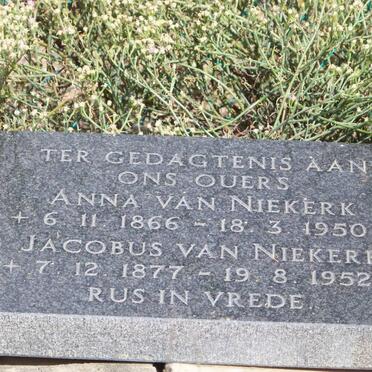 TER GEDAGTENIS AAN
ONS OUERS
ANNA VAN NIEKERK
+ 6. 11. 1866 - 18. 3. 1950
JACOBUS VAN NIEKERK
+ 7. 12. 1877 - 19. 8. 1952
RUS IN VREDE.